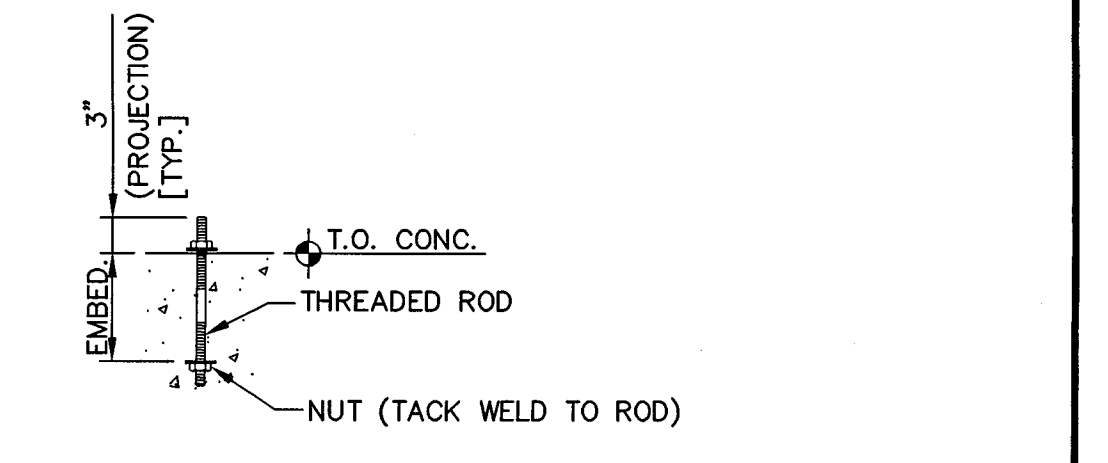 3"
(PROJECTION)
[TYP.]
T.O. CONC.
EMBED.
THREADED ROD
NUT (TACK WELD TO ROD)